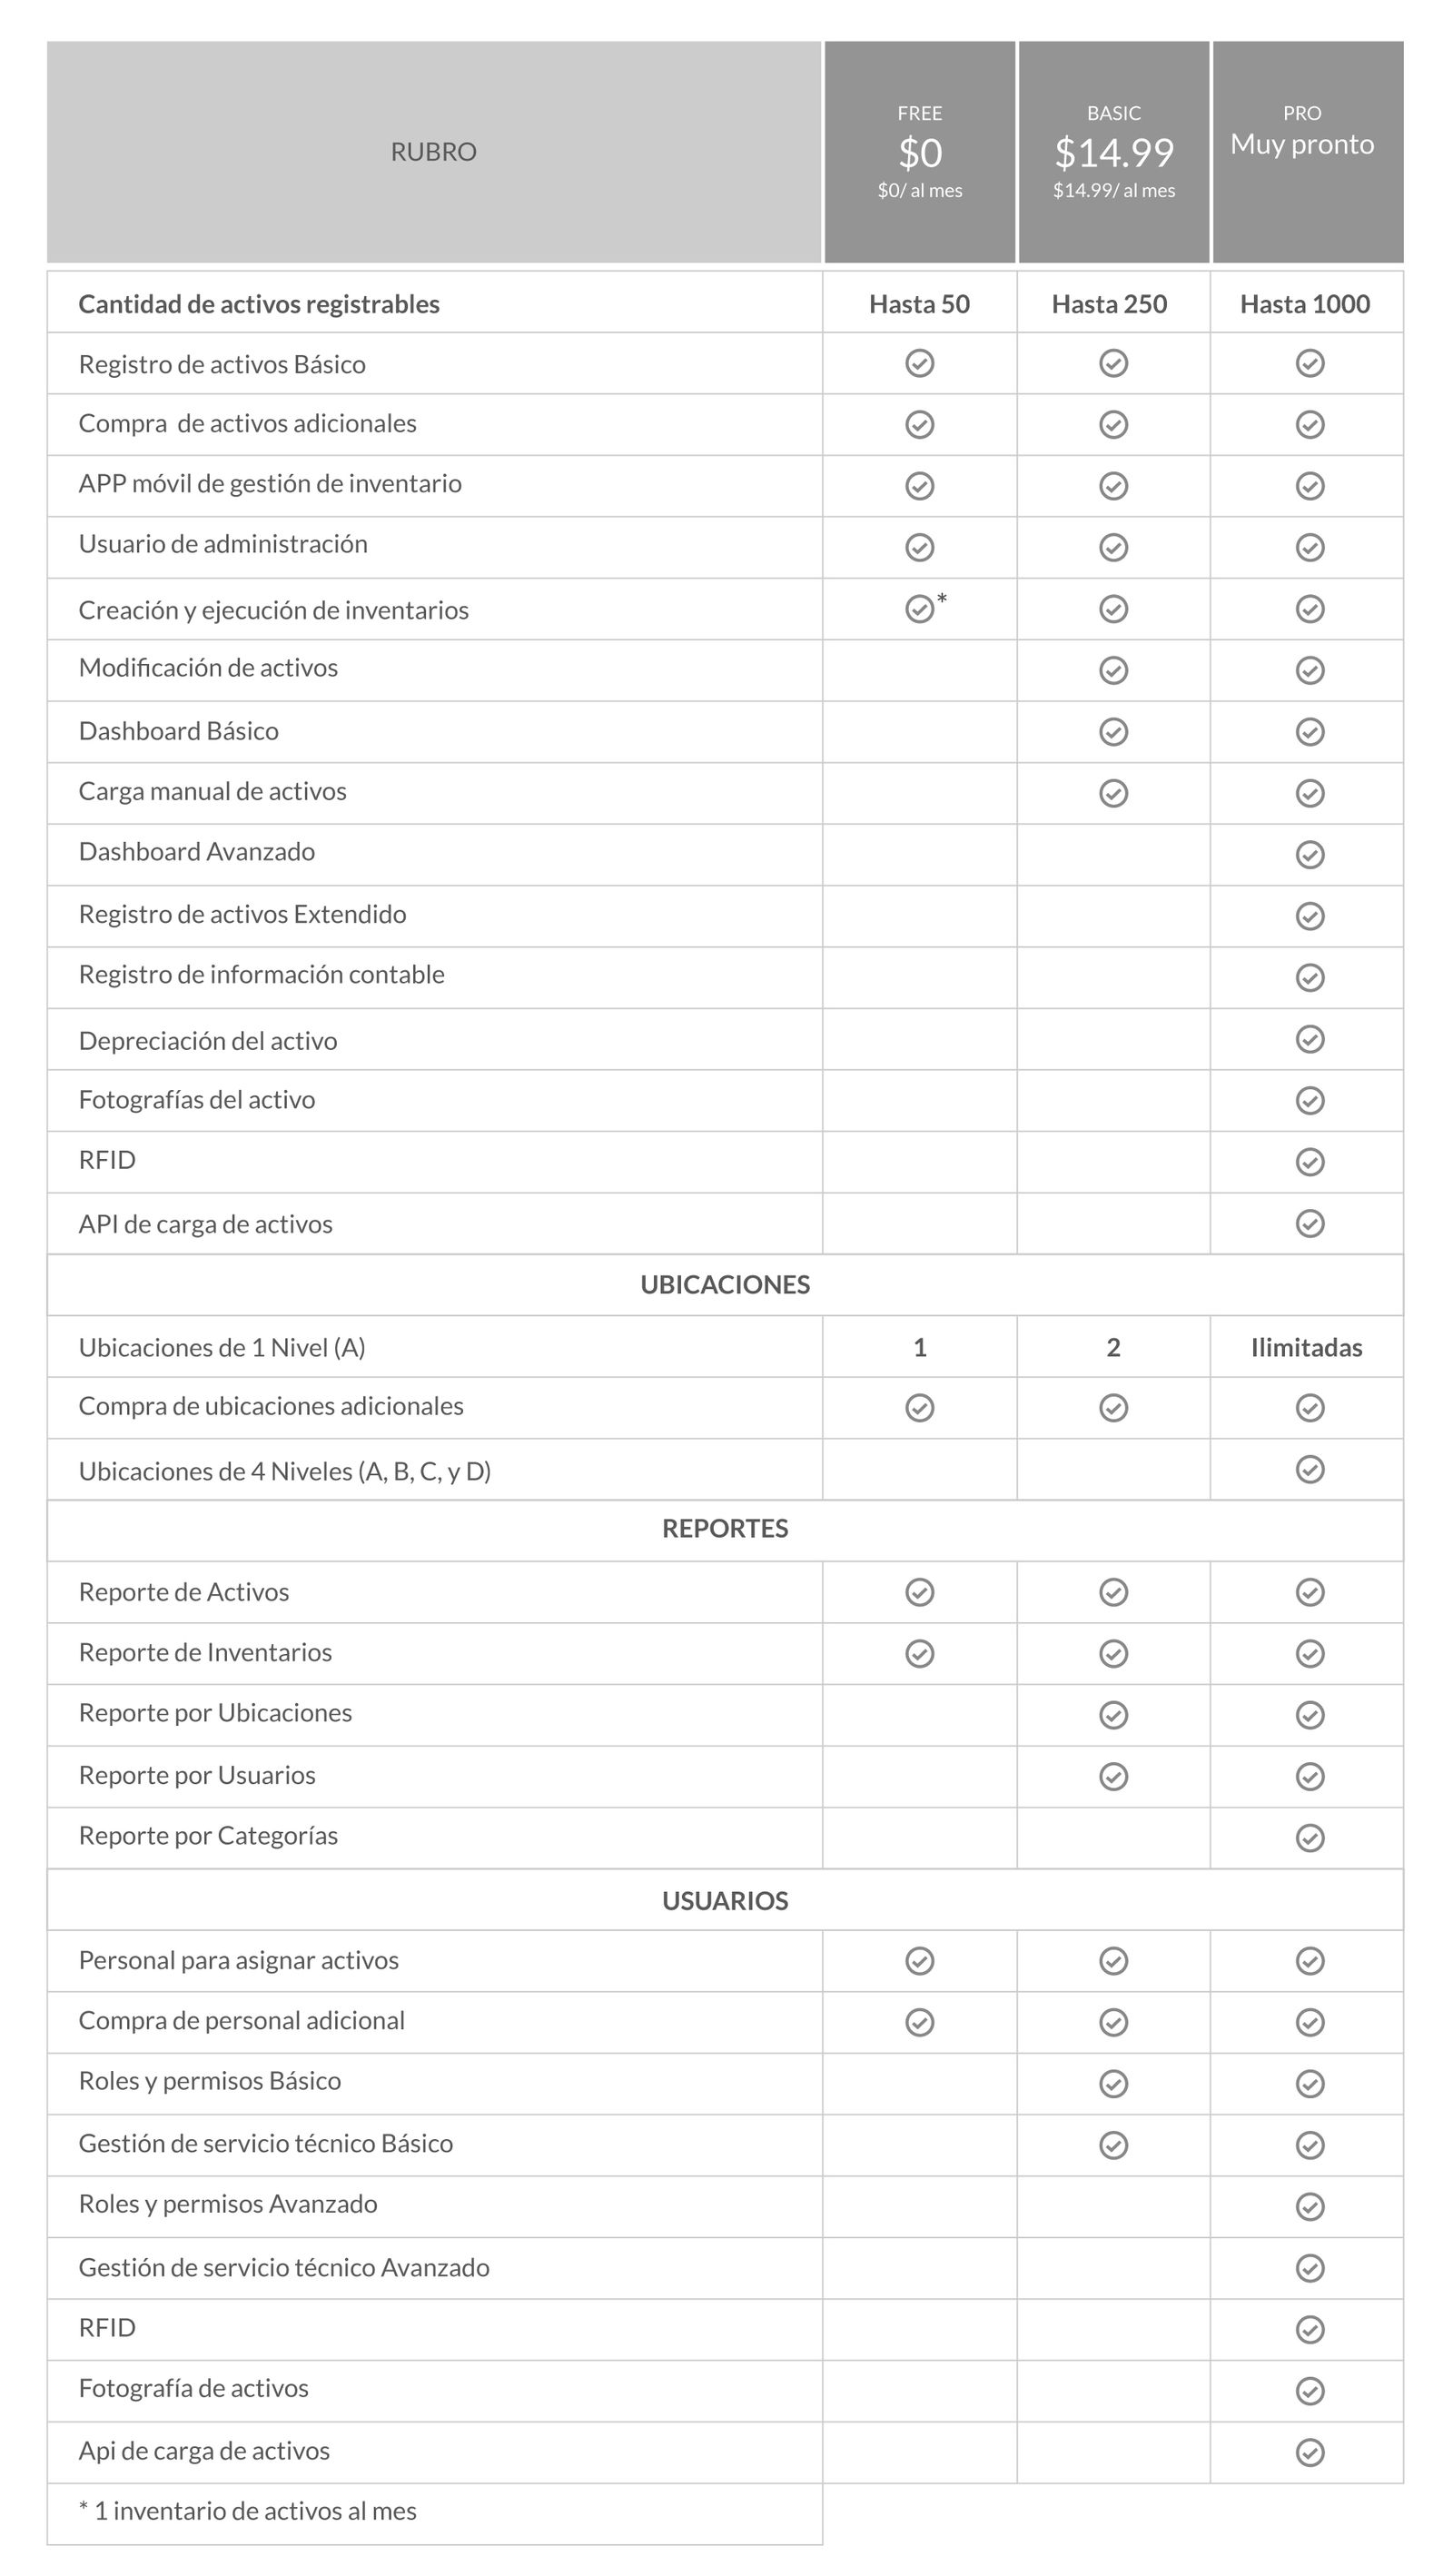 RUBRO
FREE
$0
$0/ al mes
BASIC
$14.99
$14.99/ al mes
PRO
Muy pronto
Cantidad de activos registrables Hasta 50 Hasta 250 Hasta 1000
Registro de activos Básico
Compra de activos adicionales
APP móvil de gestión de inventario
Usuario de administración
Creación y ejecución de inventarios *
Modificación de activos
Dashboard Básico
Carga manual de activos
Dashboard Avanzado
Registro de activos Extendido
Registro de información contable
Depreciación del activo
Fotografías del activo
RFID
API de carga de activos
UBICACIONES
Ubicaciones de 1 Nivel (A) 1 2 Ilimitadas
Compra de ubicaciones adicionales
Ubicaciones de 4 Niveles (A, B, C, y D)
REPORTES
Reporte de Activos
Reporte de Inventarios
Reporte por Ubicaciones
Reporte por Usuarios
Reporte por Categorías
USUARIOS
Personal para asignar activos
Compra de personal adicional
Roles y permisos Básico
Gestión de servicio técnico Básico
Roles y permisos Avanzado
Gestión de servicio técnico Avanzado
RFID
Fotografía de activos
Api de carga de activos
* 1 inventario de activos al mes